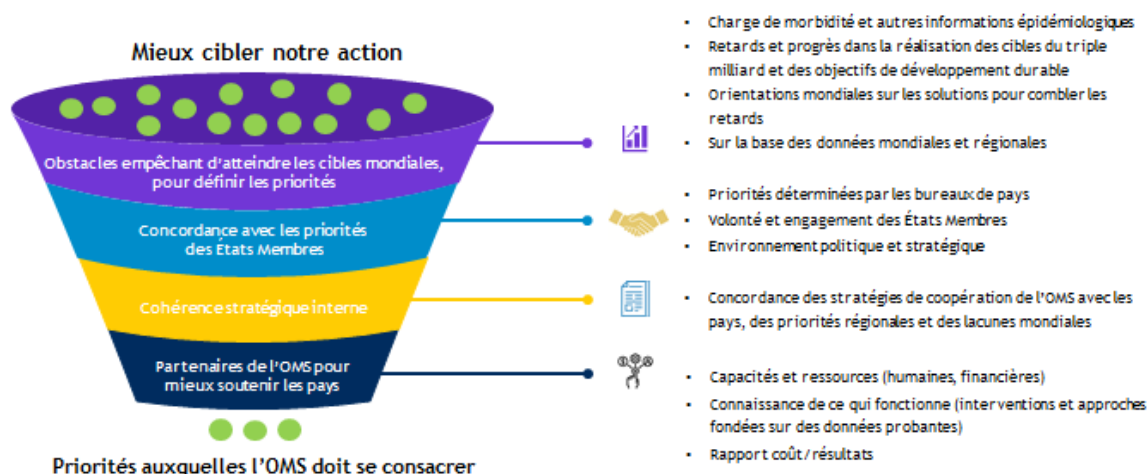 Mieux cibler notre action
Obstacles empêchant d'atteindre les cibles mondiales,
pour définir les priorités
Concordance avec les priorités
des États Membres
Cohérence stratégique interne
Partenaires de l'OMS pour
mieux soutenir les pays
Priorités auxquelles l'OMS doit se consacrer
• Charge de morbidité et autres informations épidémiologiques
• Retards et progrès dans la réalisation des cibles du triple
milliard et des objectifs de développement durable
• Orientations mondiales sur les solutions pour combler les
retards
• Sur la base des données mondiales et régionales
• Priorités déterminées par les bureaux de pays
• Volonté et engagement des États Membres
• Environnement politique et stratégique
• Concordance des stratégies de coopération de l'OMS avec les
pays, des priorités régionales et des lacunes mondiales
• Capacités et ressources (humaines, financières)
• Connaissance de ce qui fonctionne (interventions et approches
fondées sur des données probantes)
• Rapport coût/résultats